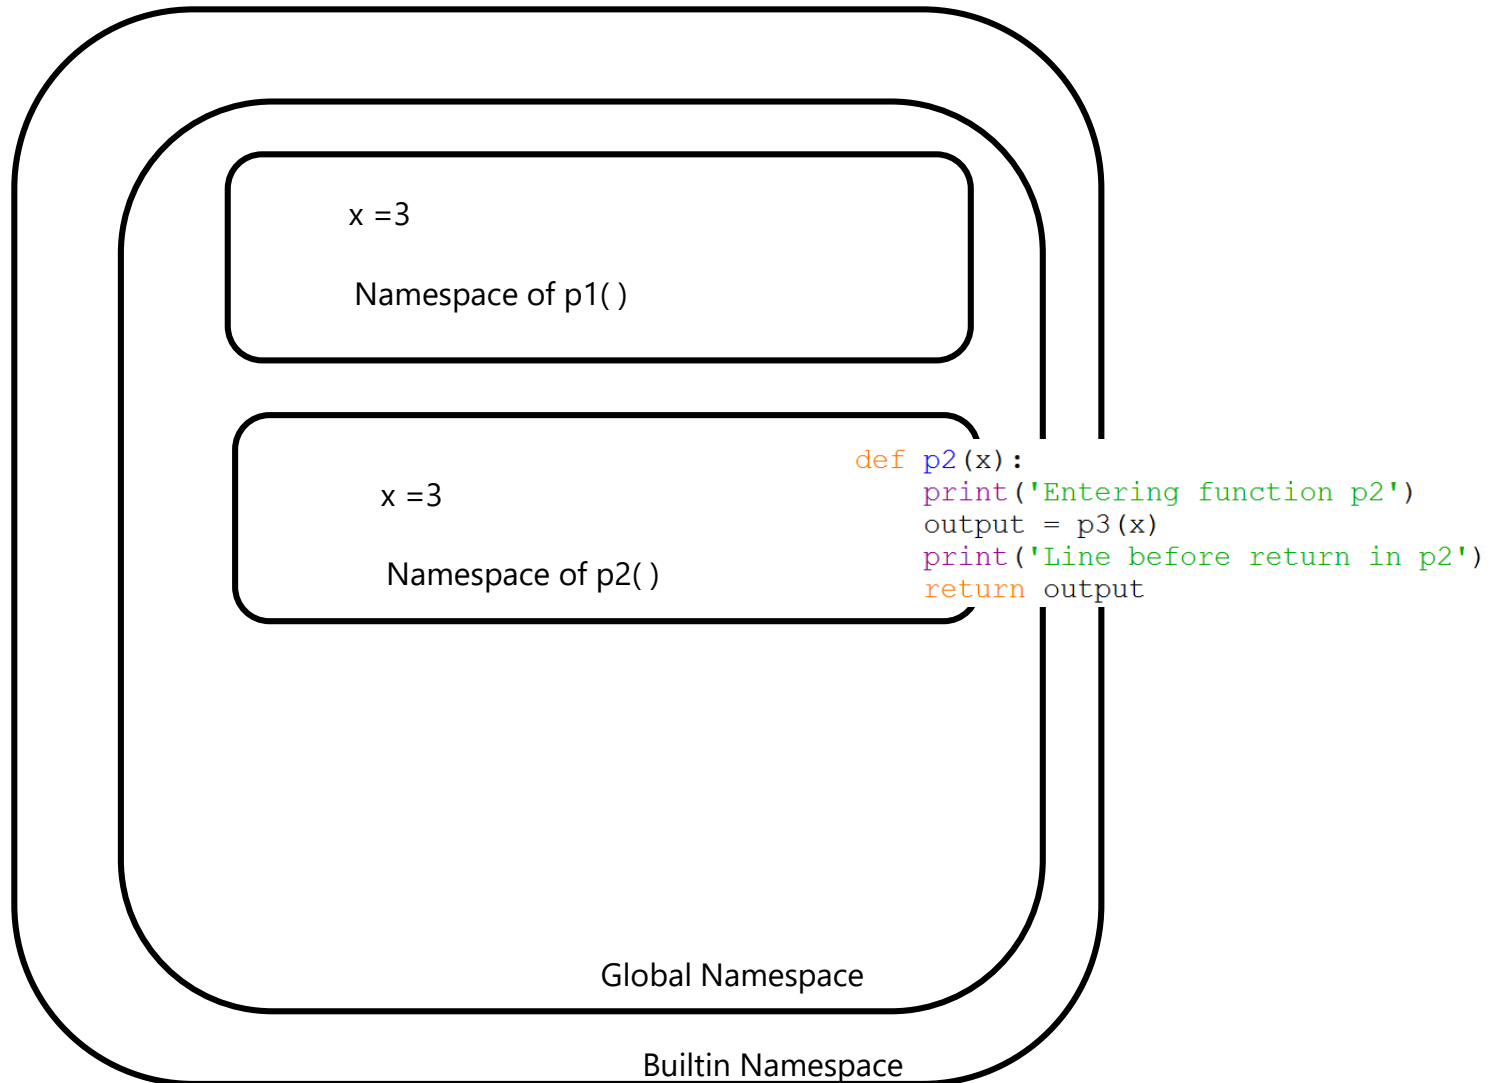 x =3
Namespace of p1( )
x =3
Namespace of p2( )
def p2(x):
    print('Entering function p2')
    output = p3(x)
    print('Line before return in p2')
    return output
Global Namespace
Builtin Namespace